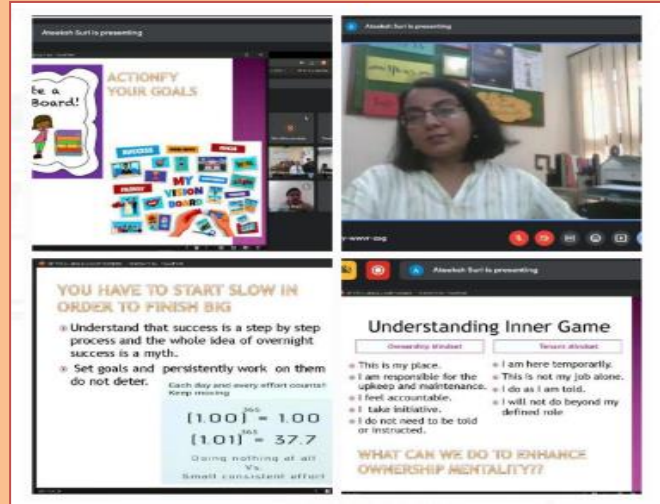 Ateekah Suri is presenting
ACTIONFY
YOUR GOALS
Board!
SUCCESS
FAMILY
MY
VISION
BOARD
Ateekah Suri is presenting
YOU HAVE TO START SLOW IN
ORDER TO FINISH BIG
Understand that success is a step by step
process and the whole idea of overnight
success is a myth.
Set goals and persistently work on them
do not deter.
Each day and every effort counts!
Keep moving
(1.00)³⁶⁵ = 1.00
(1.01)³⁶⁵ = 37.7
Doing nothing at all
Vs.
Small consistent effort
Ateekah Suri is presenting
Understanding Inner Game
Ownership Mindset
This is my place.
I am responsible for the
upkeep and maintenance.
I feel accountable.
I take initiative.
I do not need to be told
or instructed.
Tenant Mindset
I am here temporarily.
This is not my job alone.
I do as I am told.
I will not do beyond my
defined role
WHAT CAN WE DO TO ENHANCE
OWNERSHIP MENTALITY??